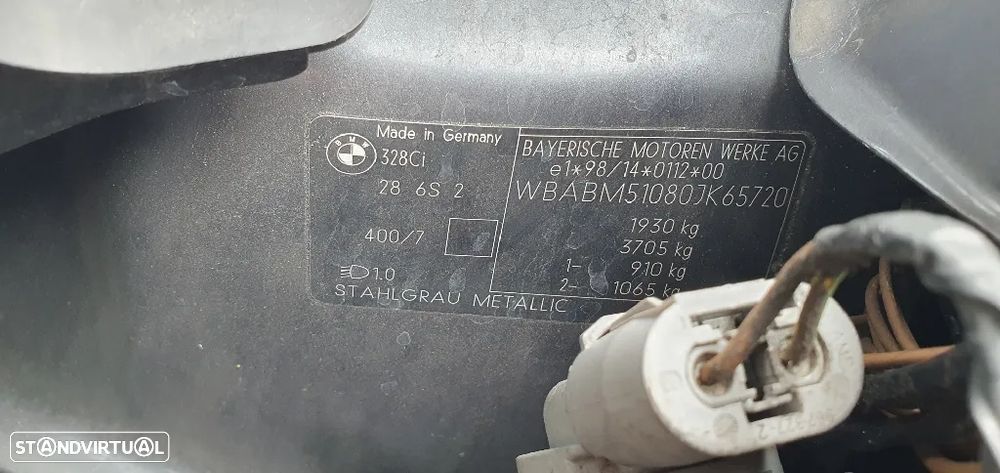 BMW
Made in Germany
328Ci
28 6S 2
400/7
1.0
STAHLGRAU METALLIC
BAYERISCHE MOTOREN WERKE AG
e1*98/14*0112*00
WBABM51080JK65720
1930 kg
3705 kg
1- 910 kg
2- 1065 kg
STANDVIRTUAL